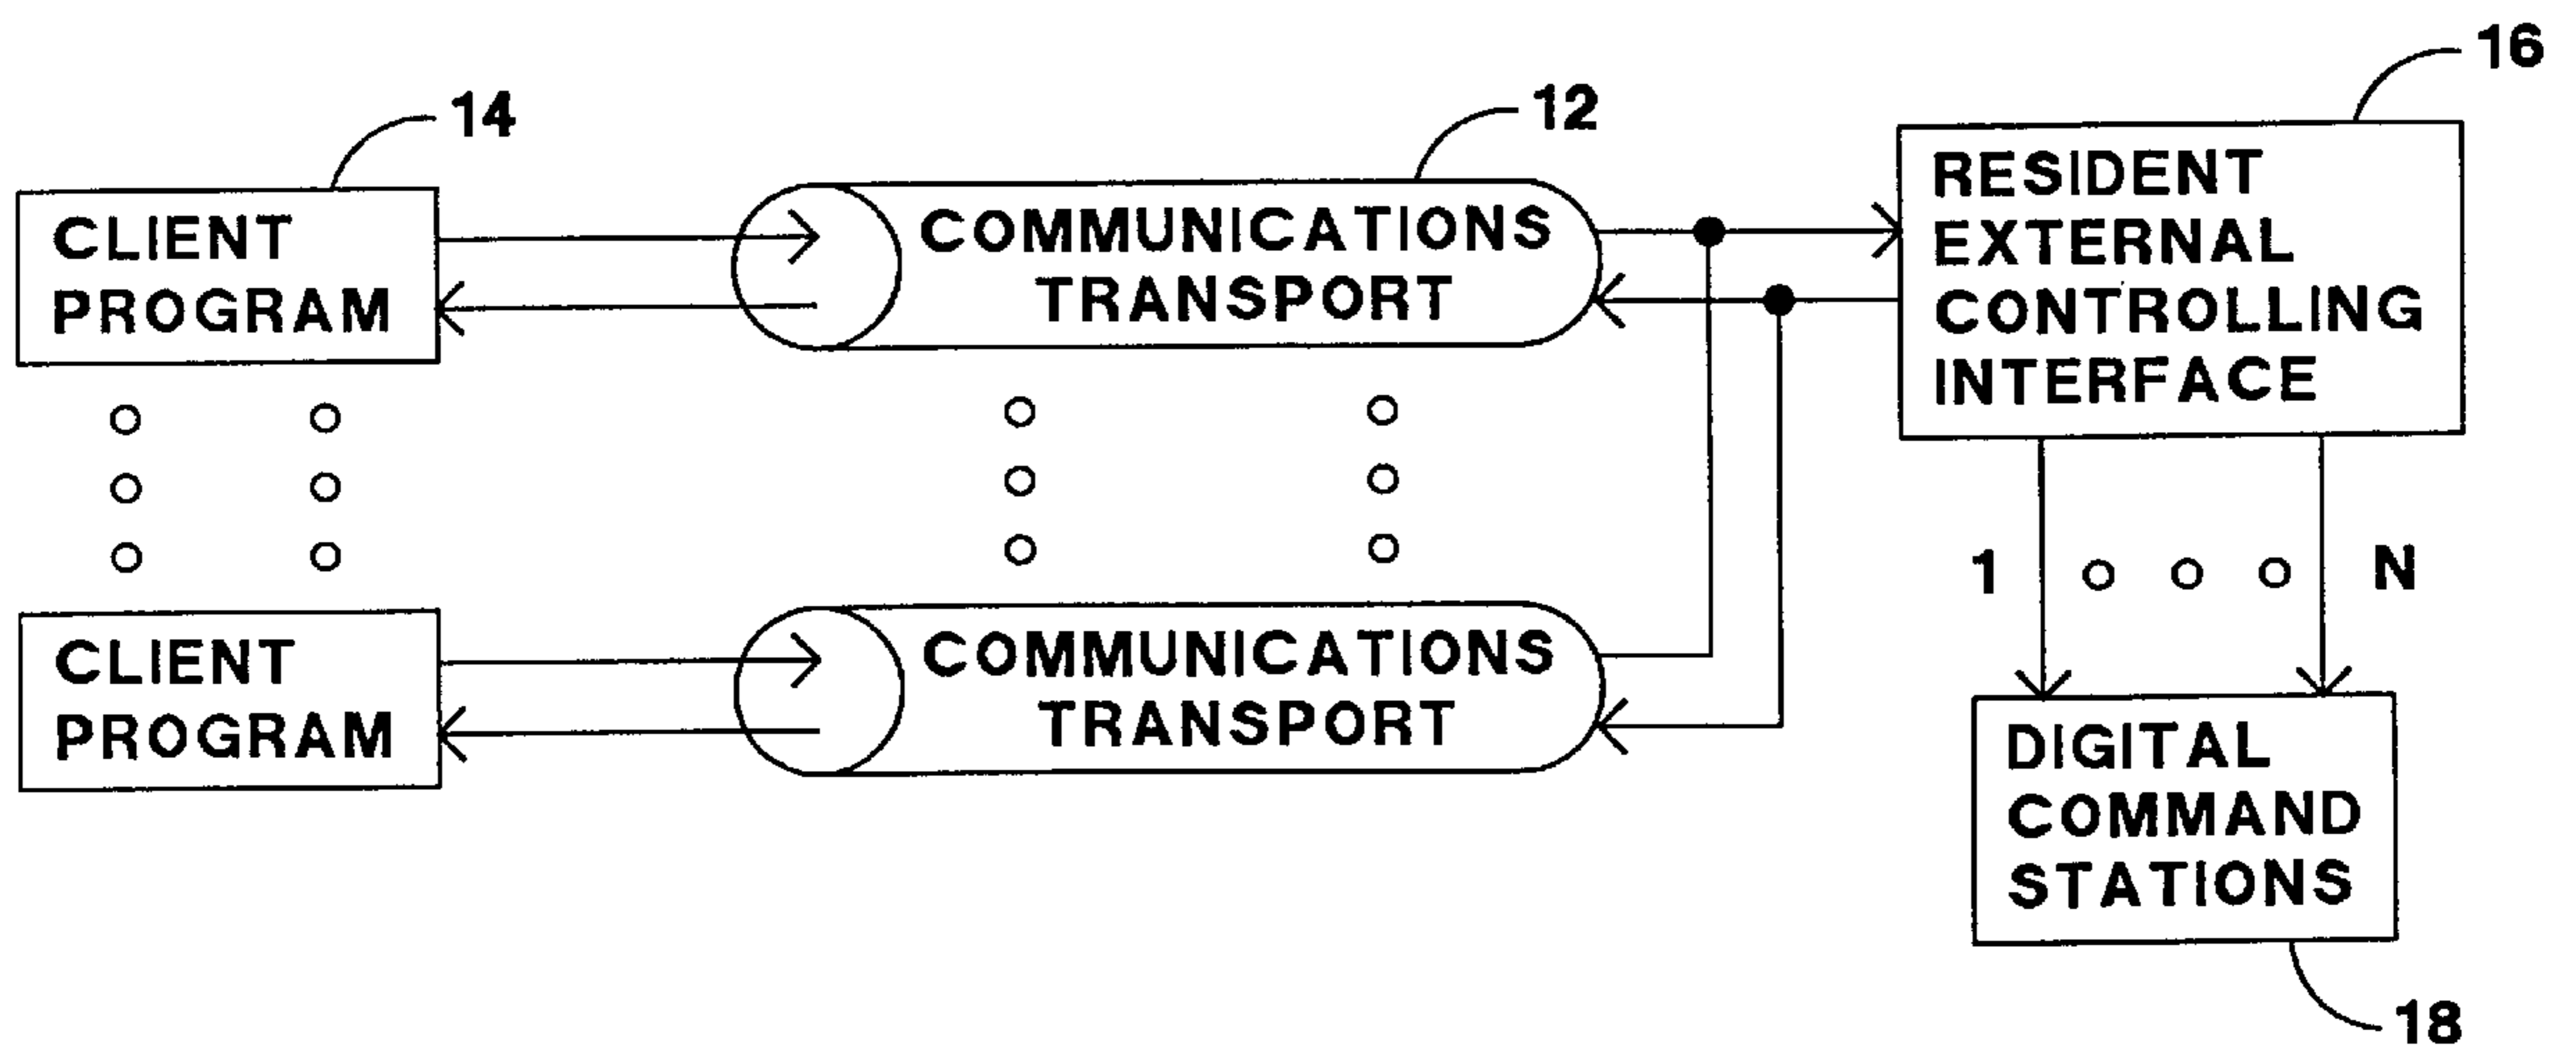 14
12
16
CLIENT
PROGRAM
COMMUNICATIONS
TRANSPORT
RESIDENT
EXTERNAL
CONTROLLING
INTERFACE
1
N
CLIENT
PROGRAM
COMMUNICATIONS
TRANSPORT
DIGITAL
COMMAND
STATIONS
18